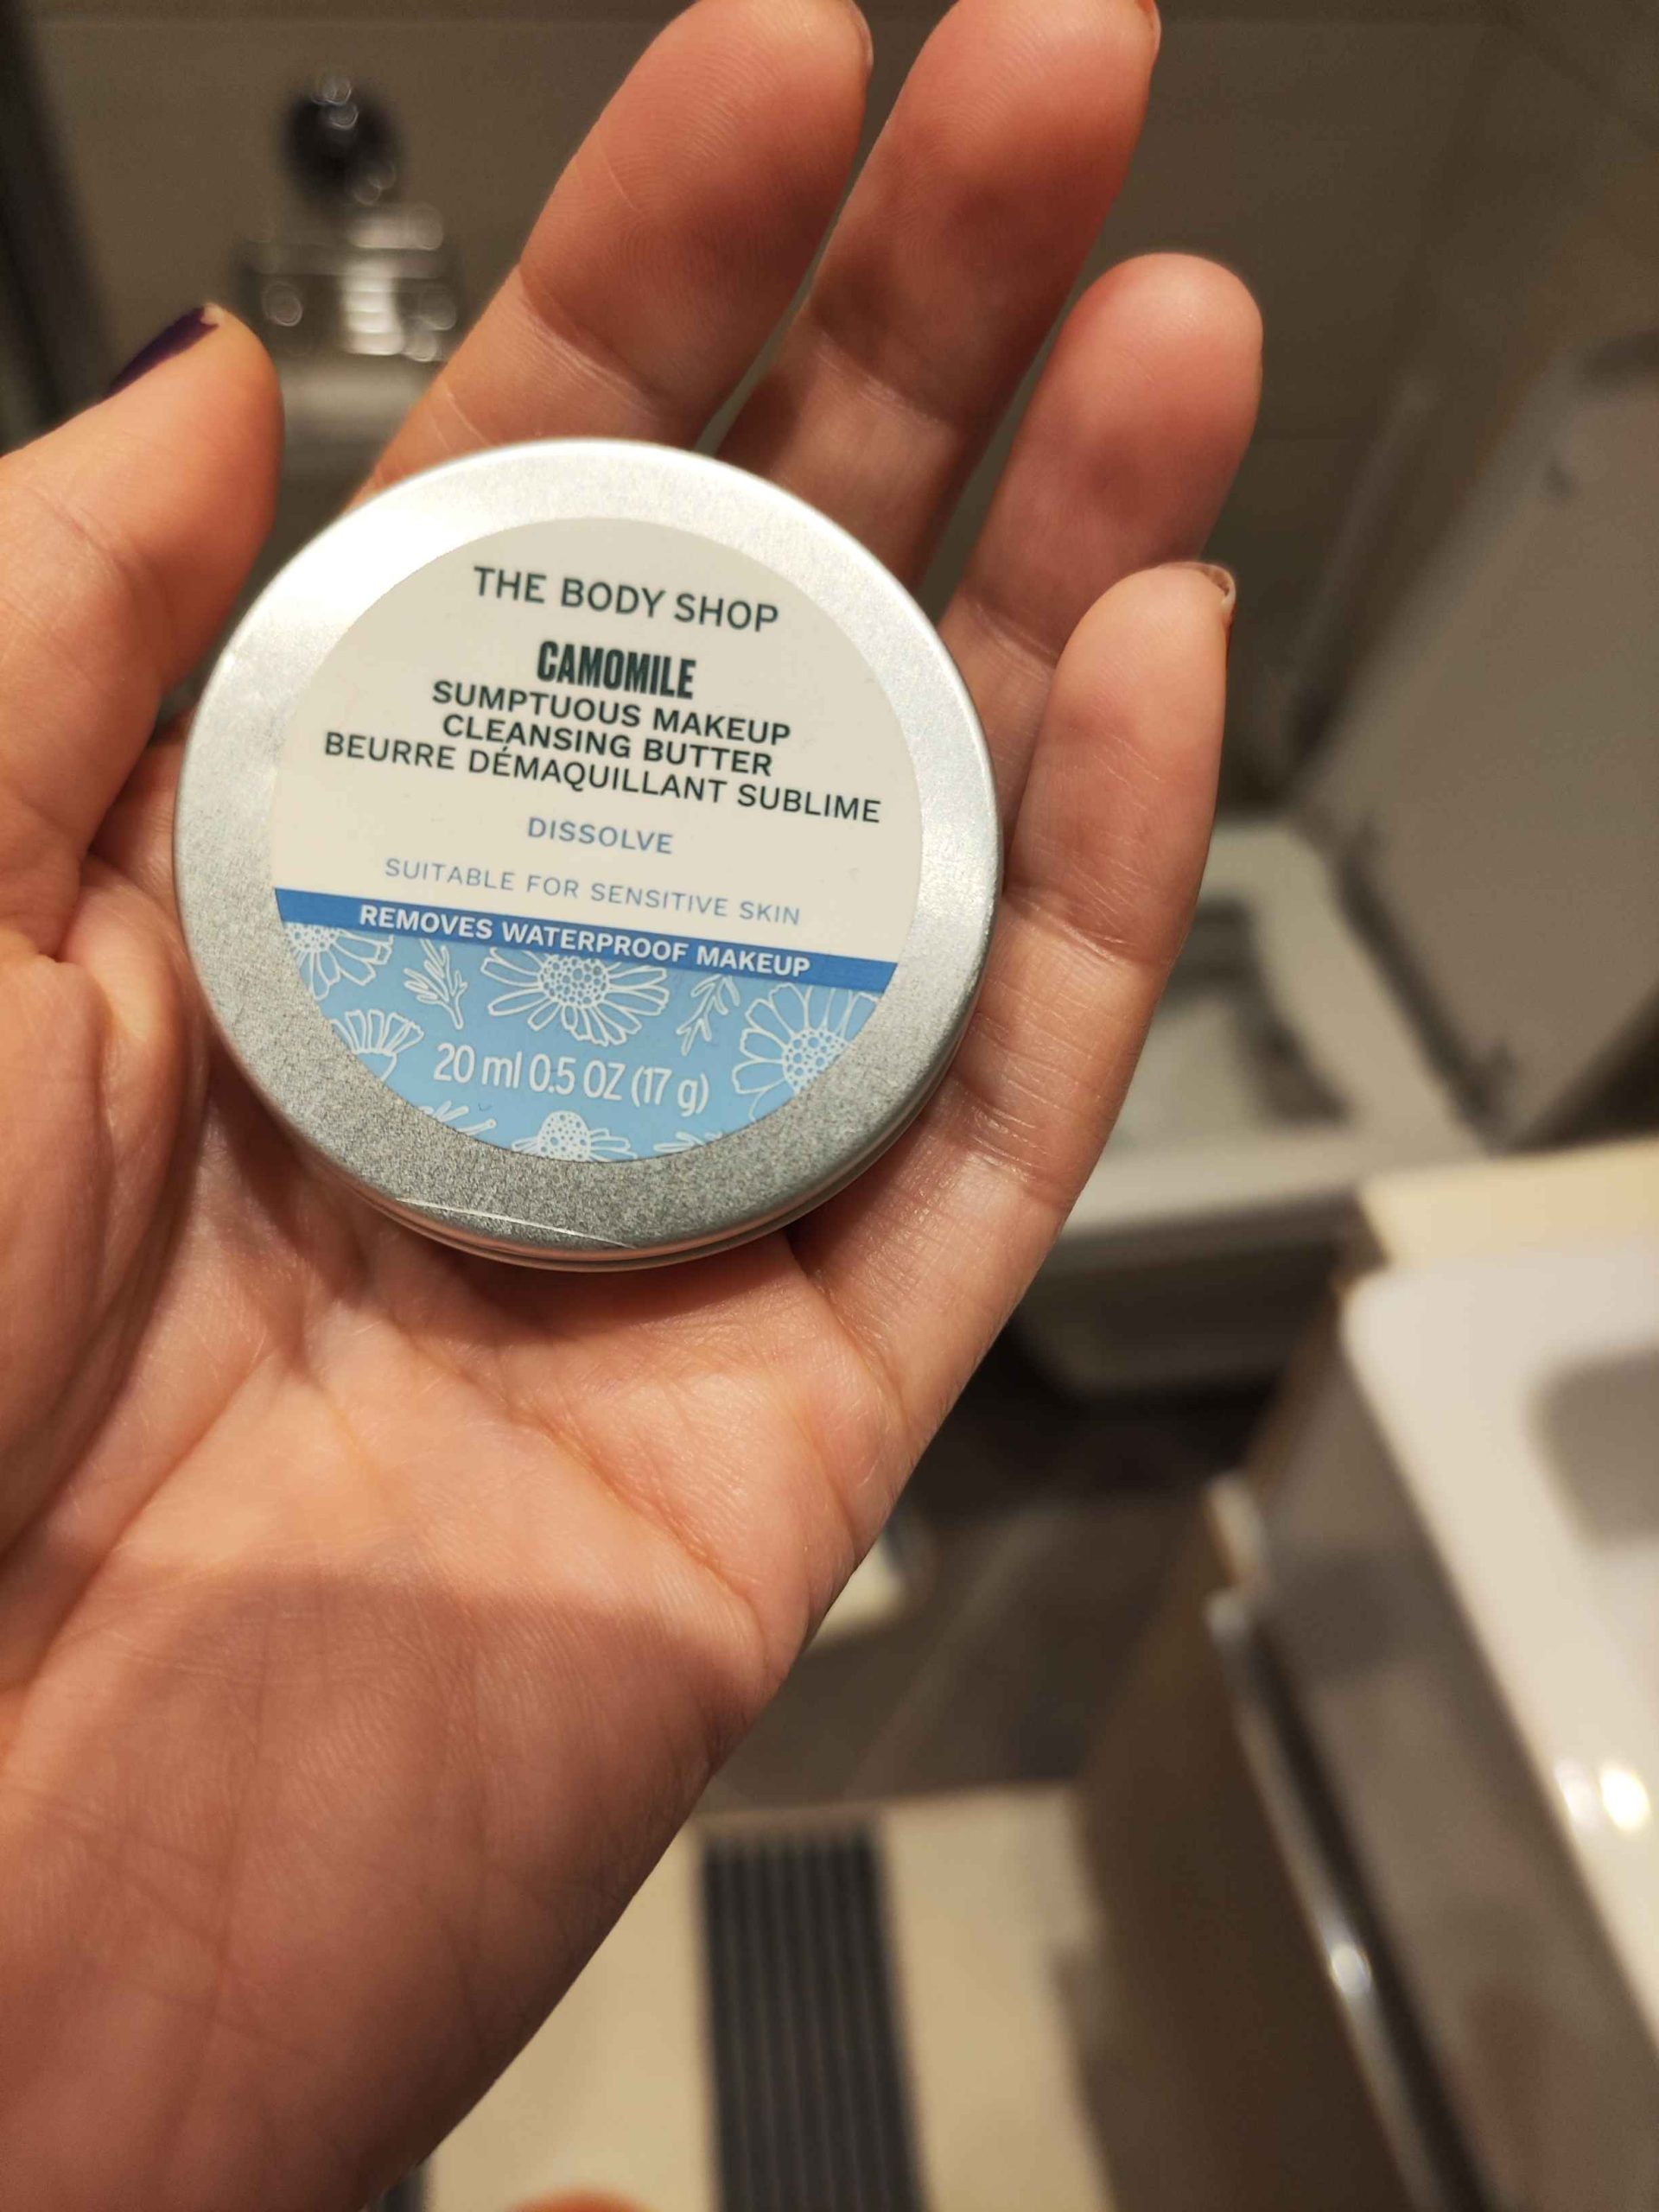 THE BODY SHOP
CAMOMILE
SUMPTUOUS MAKEUP
CLEANSING BUTTER
BEURRE DÉMAQUILLANT SUBLIME
DISSOLVE
SUITABLE FOR SENSITIVE SKIN
REMOVES WATERPROOF MAKEUP
20 ml 0.5 OZ (17 g)